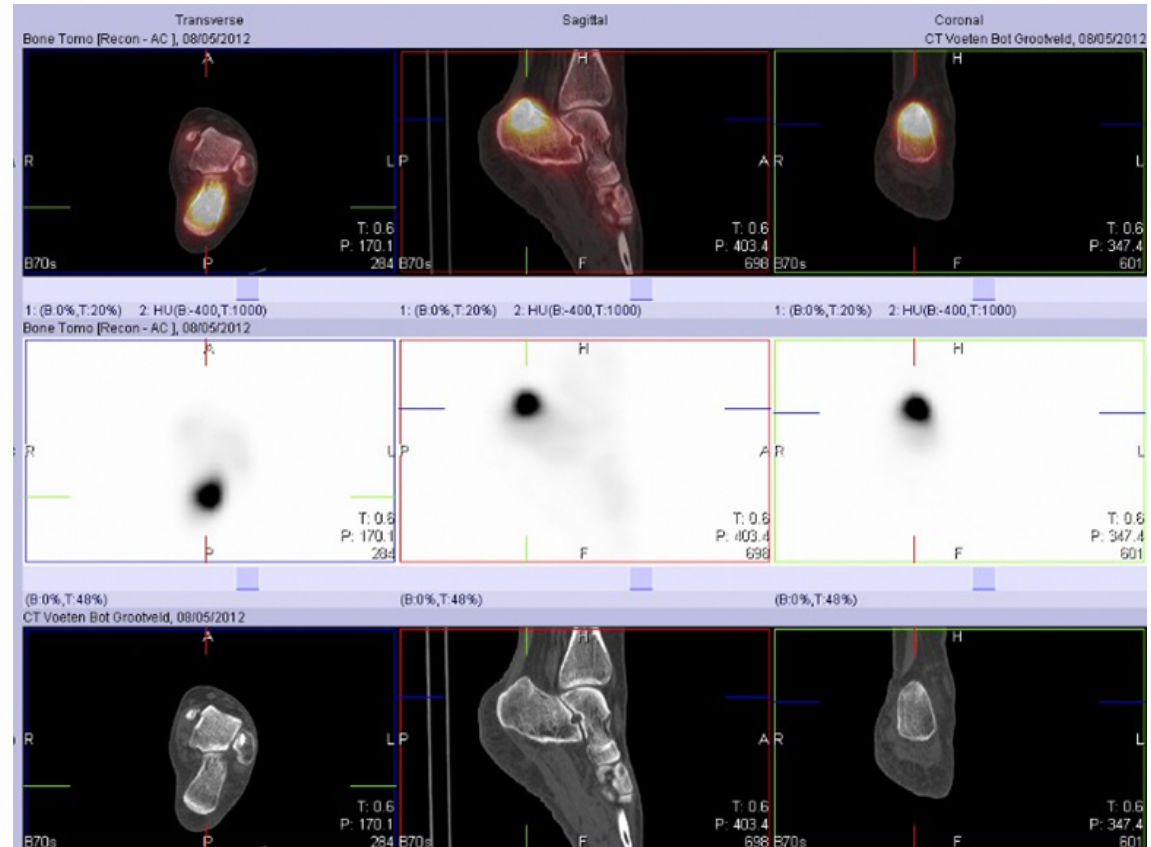 Transverse Sagittal Coronal
Bone Tomo [Recon - AC ], 08/05/2012 CT Voeten Bot Grootveld, 08/05/2012
A H H
R L P A R L
T: 0.6 T: 0.6 T: 0.6
P: 170.1 P: 403.4 P: 347.4
B70s P 284 B70s F 698 B70s F 601
1: (B:0%,T:20%) 2: HU(B:-400,T:1000) 1: (B:0%,T:20%) 2: HU(B:-400,T:1000) 1: (B:0%,T:20%) 2: HU(B:-400,T:1000)
Bone Tomo [Recon - AC ], 08/05/2012
A H H
R L P A R L
T: 0.6 T: 0.6 T: 0.6
P: 170.1 P: 403.4 P: 347.4
P 284 F 698 F 601
(B:0%,T:48%) (B:0%,T:48%) (B:0%,T:48%)
CT Voeten Bot Grootveld, 08/05/2012
A H H
R L P A R L
T: 0.6 T: 0.6 T: 0.6
P: 170.1 P: 403.4 P: 347.4
B70s P 284 B70s F 698 B70s F 601